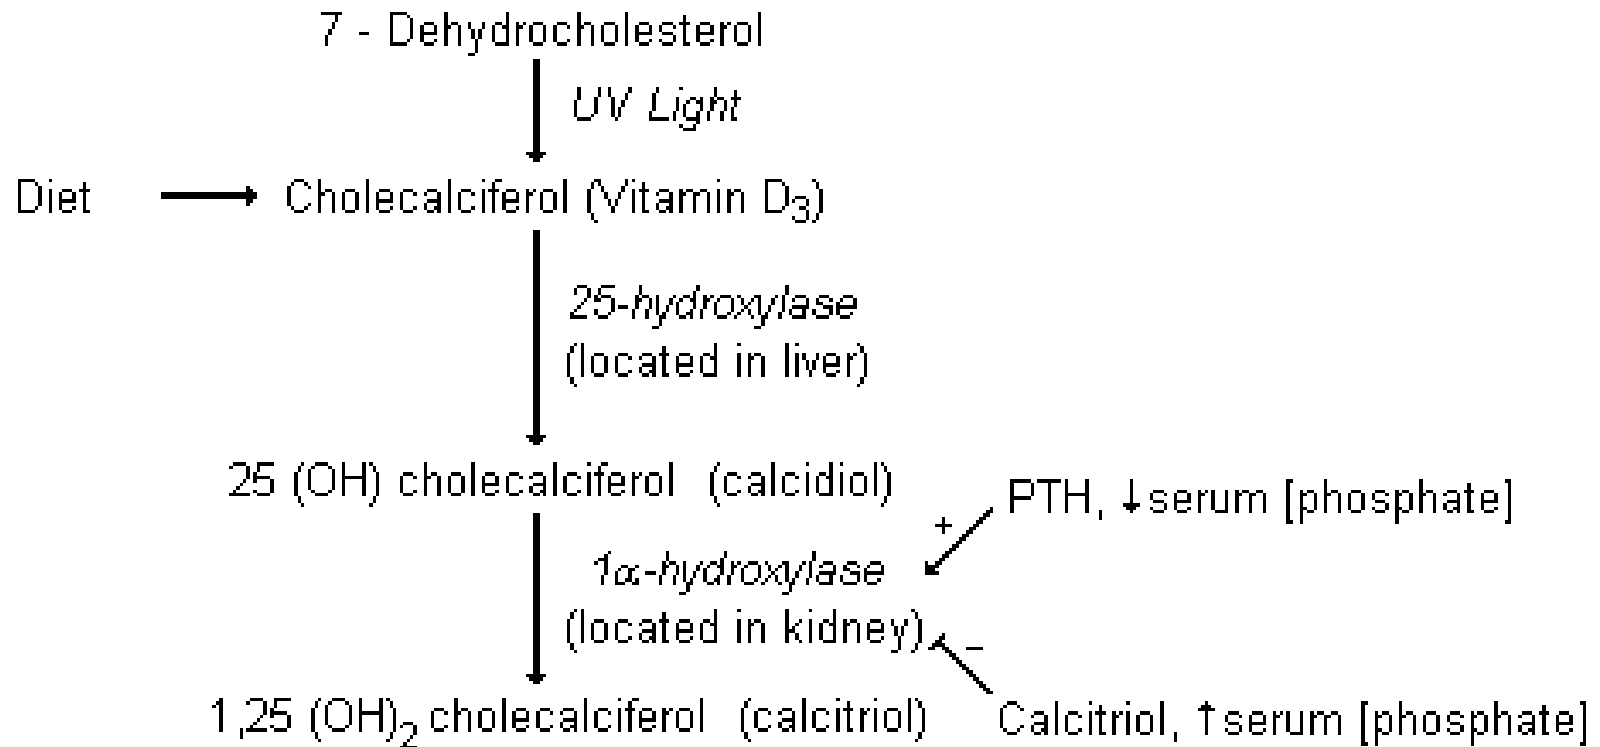 7 - Dehydrocholesterol
UV Light
Diet
Cholecalciferol (Vitamin D₃)
25-hydroxylase
(located in liver)
25 (OH) cholecalciferol (calcidiol)
PTH, ↓serum [phosphate]
+
1α-hydroxylase
(located in kidney)
−
1,25 (OH)₂ cholecalciferol (calcitriol)
Calcitriol, ↑serum [phosphate]